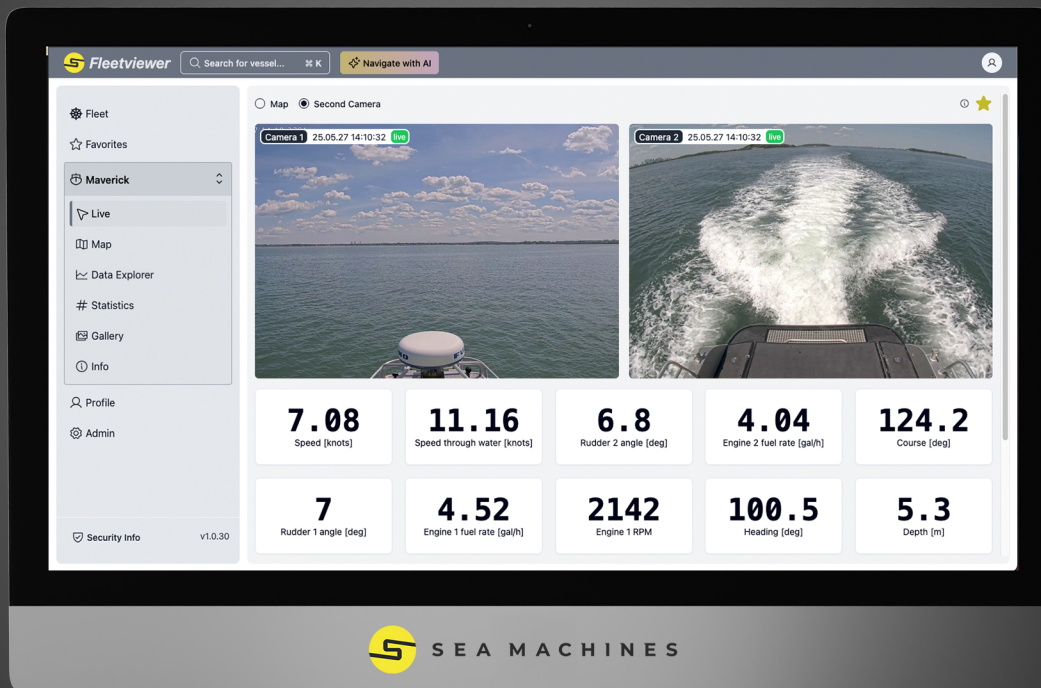 Fleetviewer
Search for vessel... ⌘ K
Navigate with AI
Fleet
Favorites
Maverick
Live
Map
Data Explorer
Statistics
Gallery
Info
Profile
Admin
Security Info v1.0.30
Map Second Camera
Camera 1 25.05.27 14:10:32 live
Camera 2 25.05.27 14:10:32 live
7.08
Speed [knots]
11.16
Speed through water [knots]
6.8
Rudder 2 angle [deg]
4.04
Engine 2 fuel rate [gal/h]
124.2
Course [deg]
7
Rudder 1 angle [deg]
4.52
Engine 1 fuel rate [gal/h]
2142
Engine 1 RPM
100.5
Heading [deg]
5.3
Depth [m]
SEA MACHINES